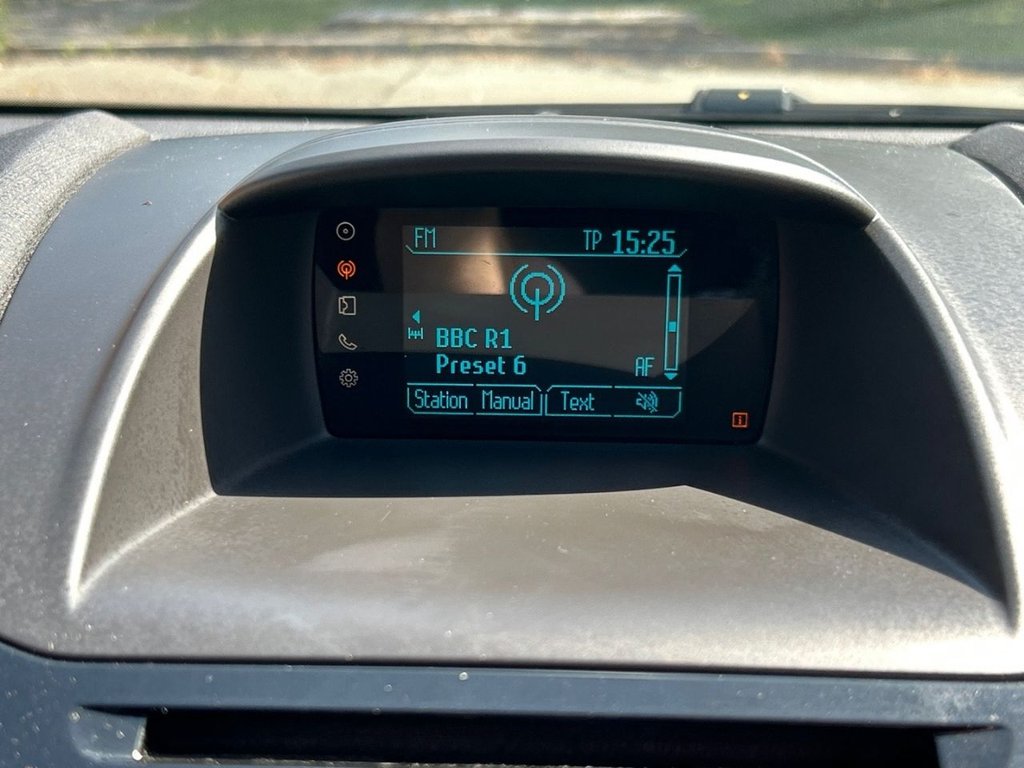 FM TP 15:25
BBC R1
Preset 6
AF
Station Manual Text
i